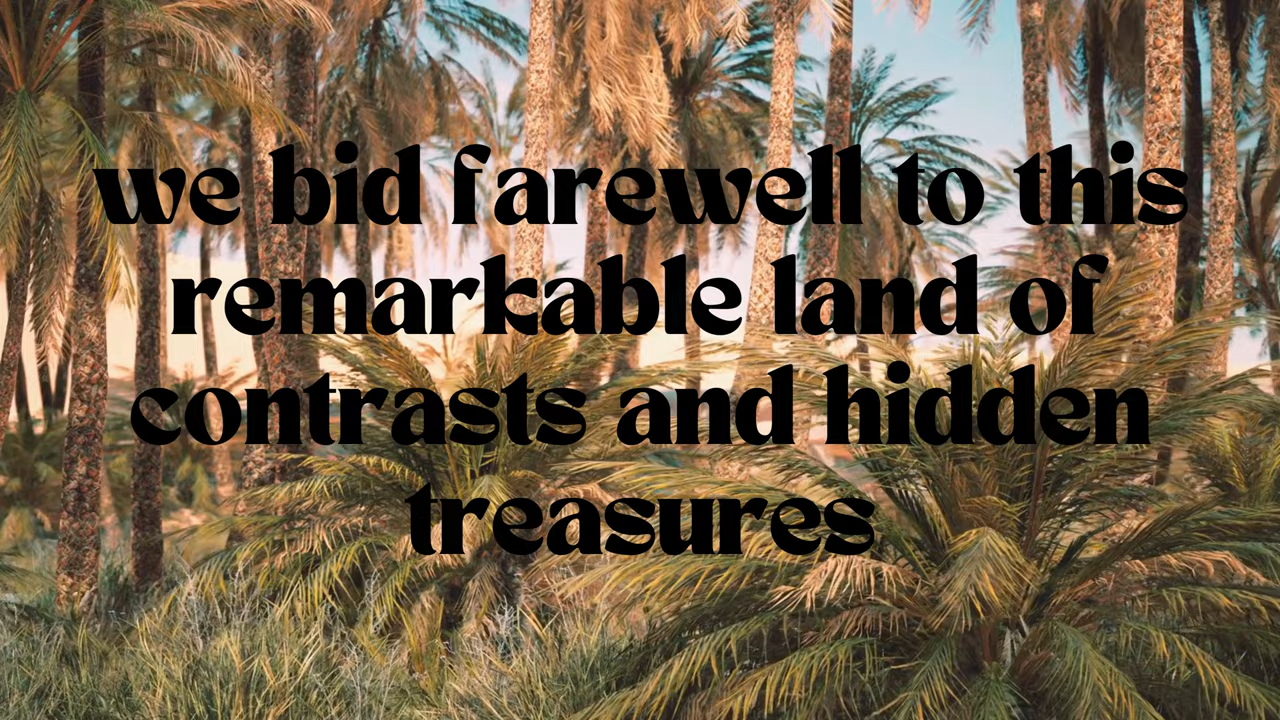 we bid farewell to this
remarkable land of
contrasts and hidden
treasures